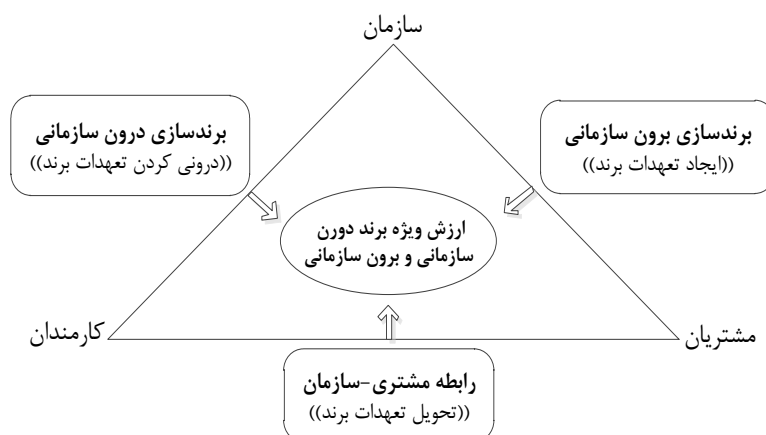 سازمان
برندسازی برون سازمانی
((ایجاد تعهدات برند))
برندسازی درون سازمانی
((درونی کردن تعهدات برند))
ارزش ویژه برند دورن
سازمانی و برون سازمانی
مشتریان
کارمندان
رابطه مشتری-سازمان
((تحویل تعهدات برند))